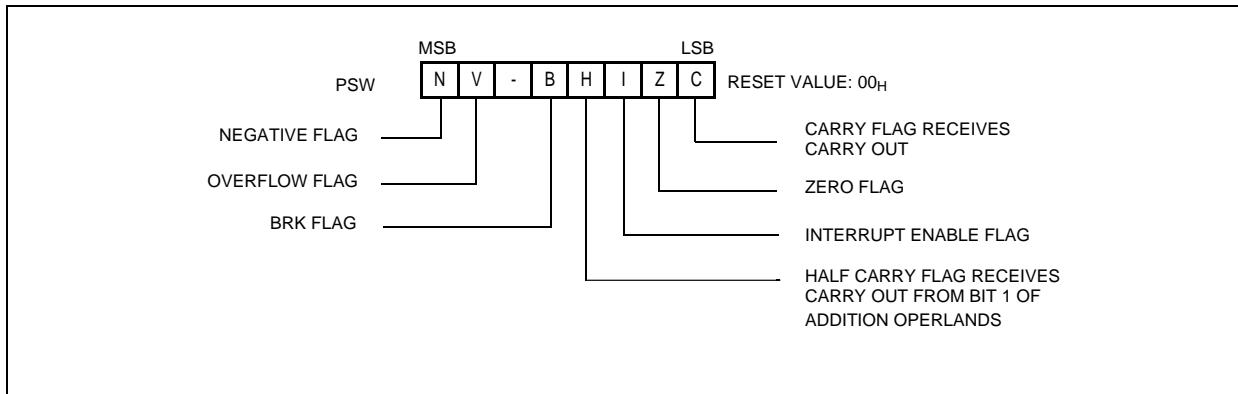 MSB LSB
PSW N V - B H I Z C RESET VALUE: 00H
NEGATIVE FLAG
CARRY FLAG RECEIVES
CARRY OUT
OVERFLOW FLAG
ZERO FLAG
BRK FLAG
INTERRUPT ENABLE FLAG
HALF CARRY FLAG RECEIVES
CARRY OUT FROM BIT 1 OF
ADDITION OPERLANDS